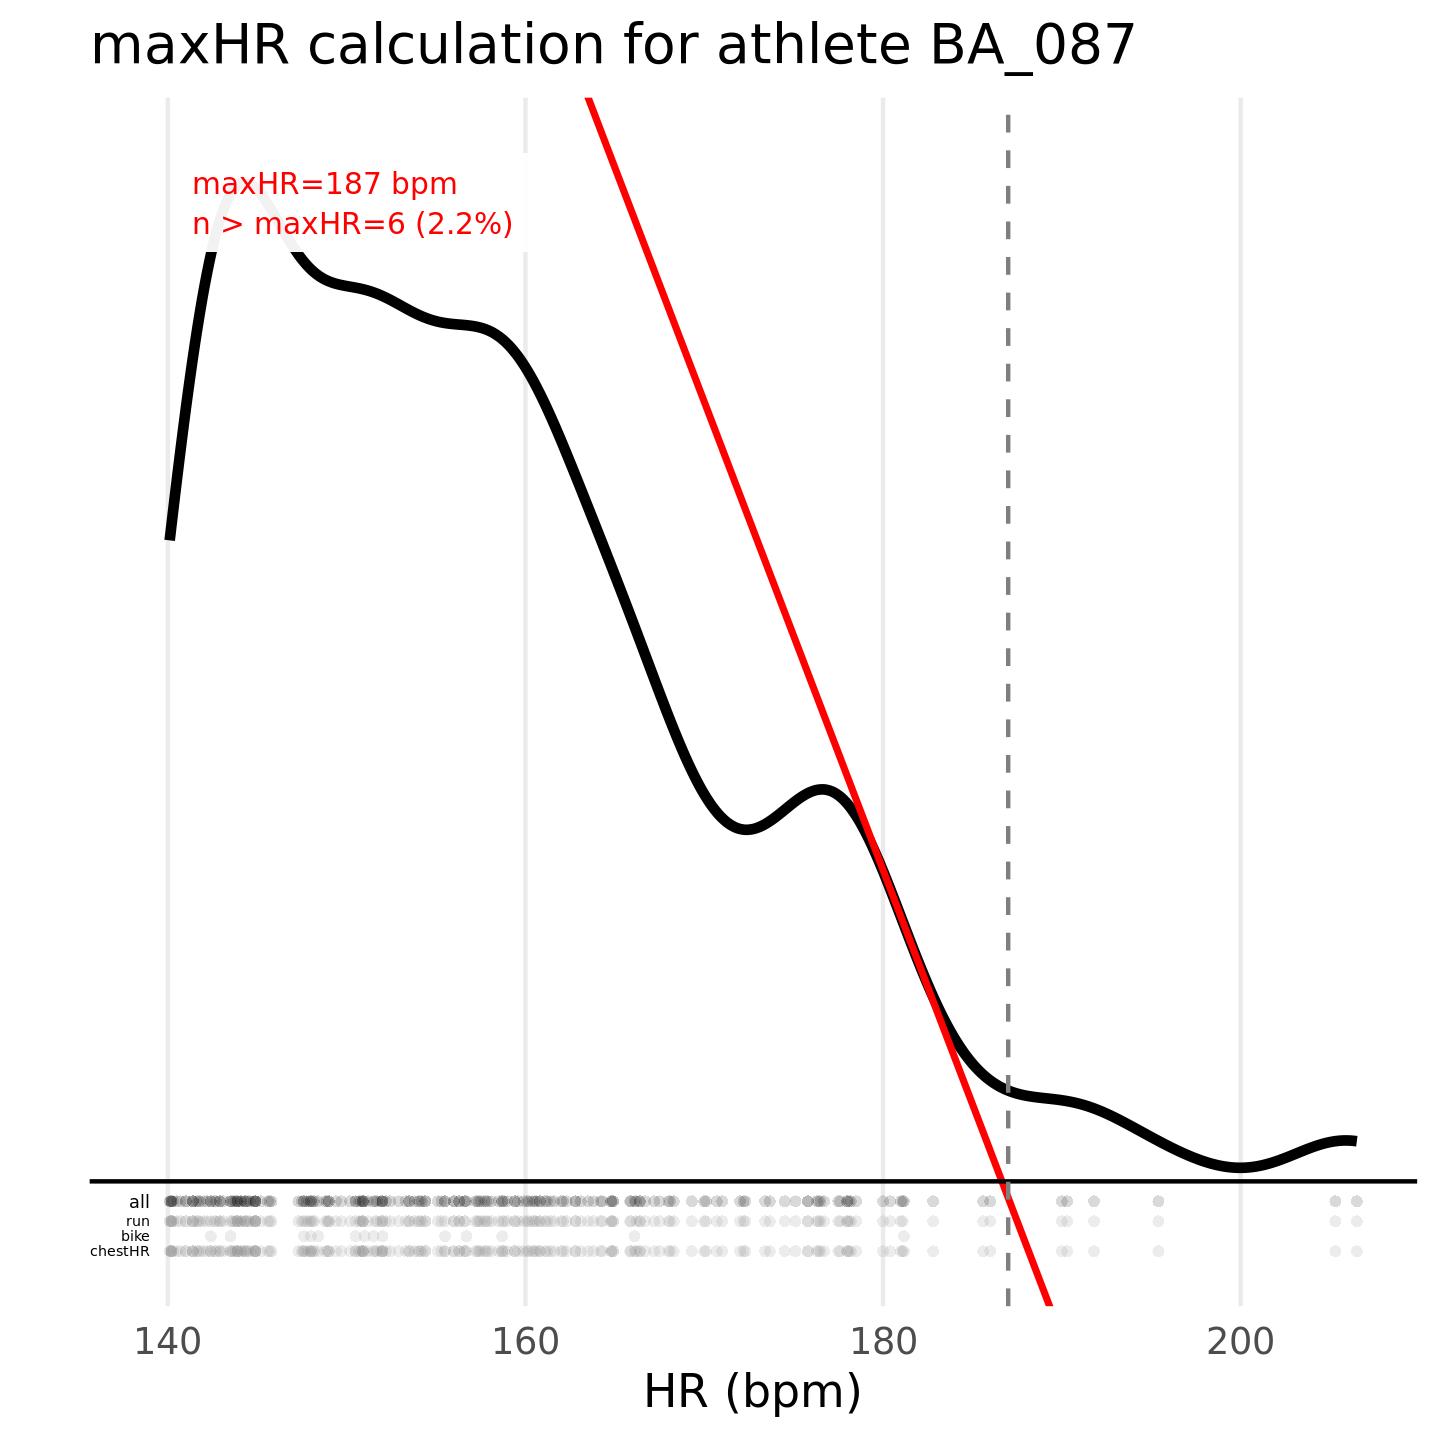 maxHR calculation for athlete BA_087
maxHR=187 bpm
n > maxHR=6 (2.2%)
all
run
bike
chestHR
140 160 180 200
HR (bpm)